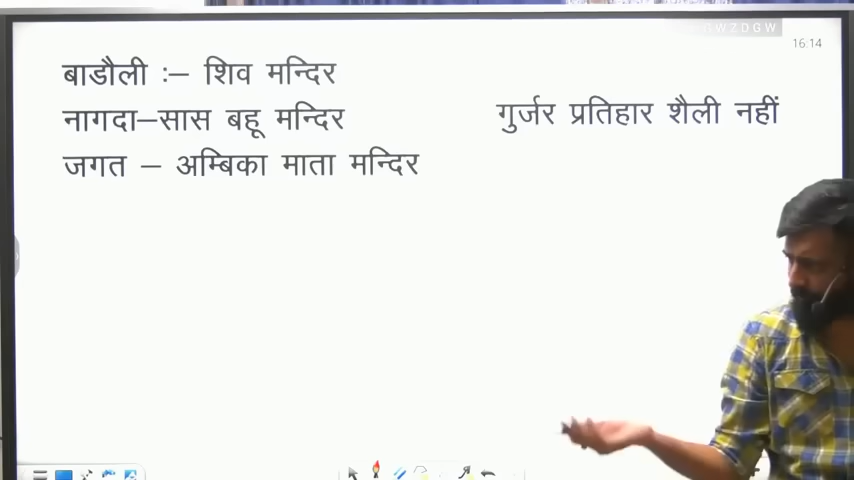 16:14
बाडौली :– शिव मन्दिर
नागदा–सास बहू मन्दिर
गुर्जर प्रतिहार शैली नहीं
जगत – अम्बिका माता मन्दिर